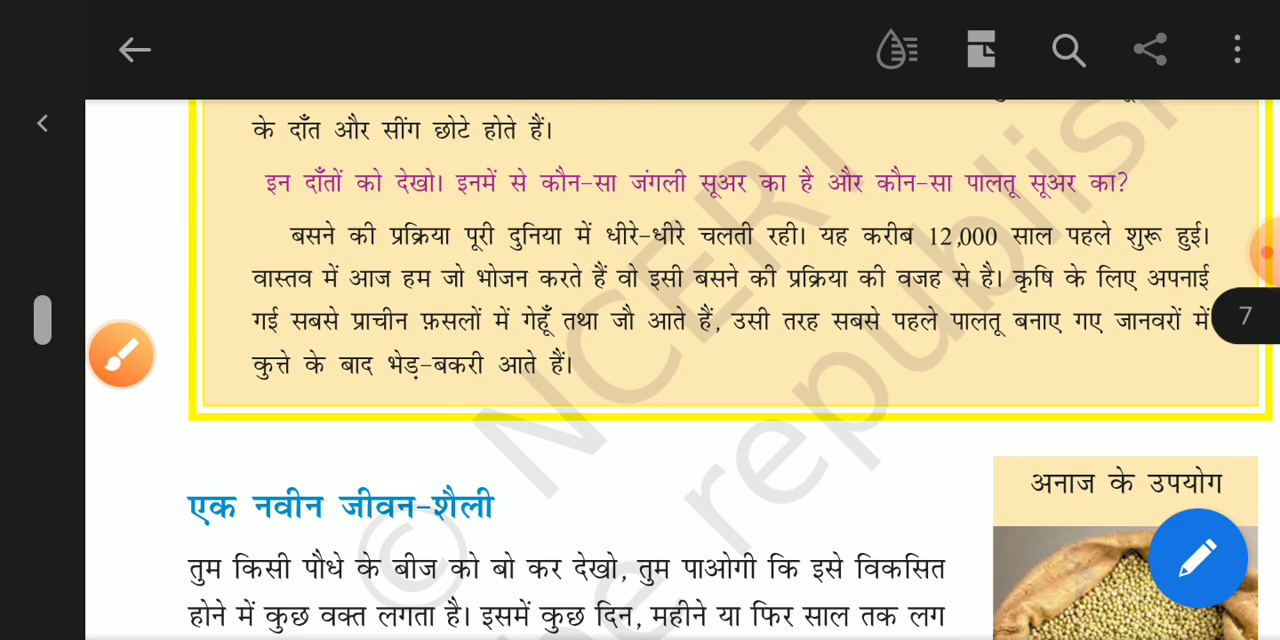 के दाँत और सींग छोटे होते हैं।
इन दाँतों को देखो। इनमें से कौन-सा जंगली सूअर का है और कौन-सा पालतू सूअर का?
बसने की प्रक्रिया पूरी दुनिया में धीरे-धीरे चलती रही। यह करीब 12,000 साल पहले शुरू हुई।
वास्तव में आज हम जो भोजन करते हैं वो इसी बसने की प्रक्रिया की वजह से है। कृषि के लिए अपनाई
गई सबसे प्राचीन फ़सलों में गेहूँ तथा जौ आते हैं, उसी तरह सबसे पहले पालतू बनाए गए जानवरों में
कुत्ते के बाद भेड़-बकरी आते हैं।
7
© NCERT
he republis
एक नवीन जीवन-शैली
तुम किसी पौधे के बीज को बो कर देखो, तुम पाओगी कि इसे विकसित
होने में कुछ वक्त लगता है। इसमें कुछ दिन, महीने या फिर साल तक लग
अनाज के उपयोग